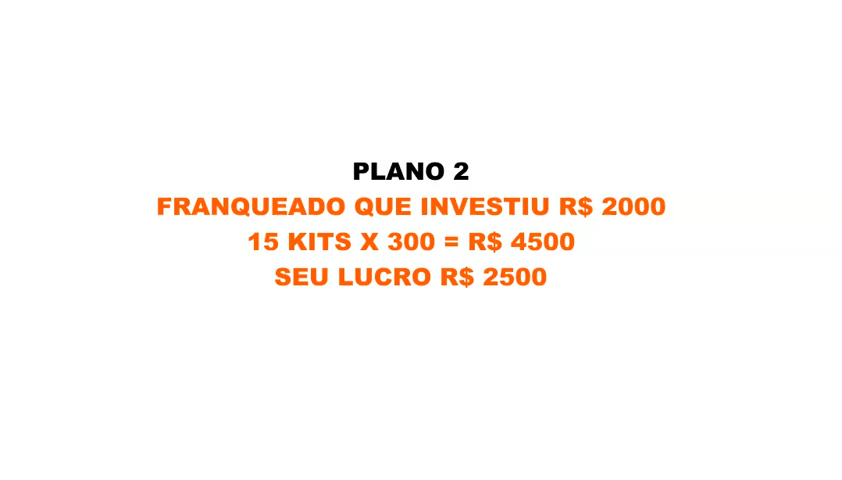 PLANO 2
FRANQUEADO QUE INVESTIU R$ 2000
15 KITS X 300 = R$ 4500
SEU LUCRO R$ 2500